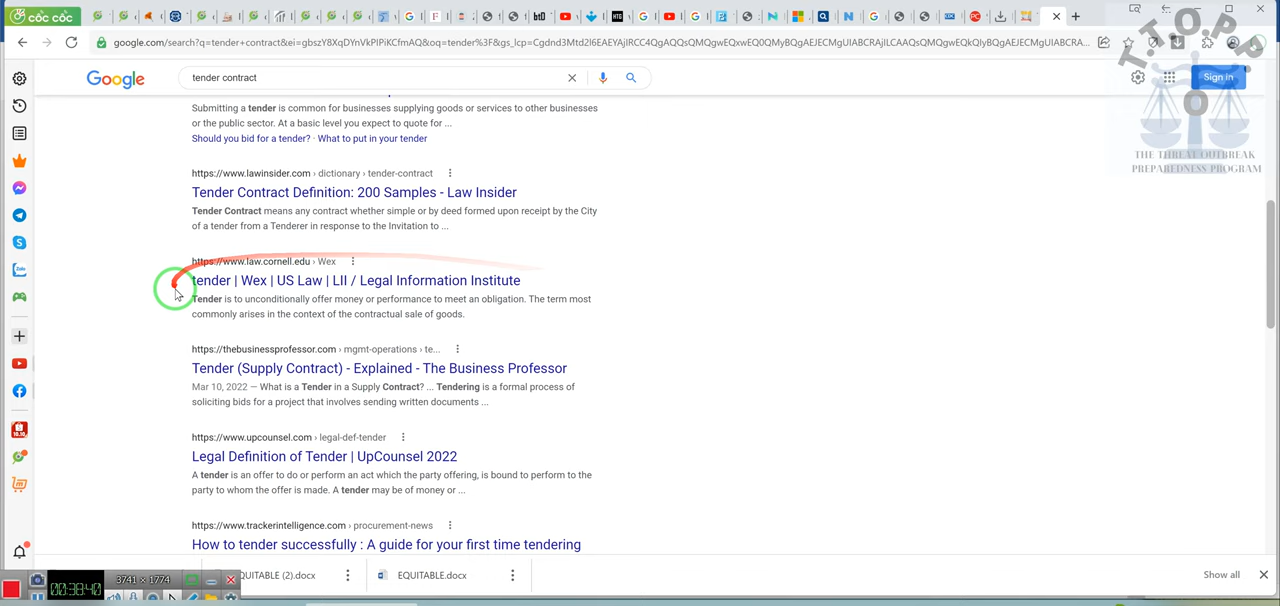 CỐC CỐC
google.com/search?q=tender+contract&ei=gbszY8XqDYnVkPIPiKCfmAQ&oq=tender%3F&gs_lcp=Cgdnd3Mtd2l6EAEYAjIRCC4QgAQQsQMQgwEQxwEQ0QMyBQgAEJECMgUIABCRAjILCAAQsQMQgwEQkQIyBQgAEJECMgUIABCRA...
Google
tender contract
Sign in
T.T.O.P.P
THE THREAT OUTBREAK
PREPAREDNESS PROGRAM
Submitting a tender is common for businesses supplying goods or services to other businesses
or the public sector. At a basic level you expect to quote for ...
Should you bid for a tender? · What to put in your tender
https://www.lawinsider.com › dictionary › tender-contract
Tender Contract Definition: 200 Samples - Law Insider
Tender Contract means any contract whether simple or by deed formed upon receipt by the City
of a tender from a Tenderer in response to the Invitation to ...
https://www.law.cornell.edu › Wex
tender | Wex | US Law | LII / Legal Information Institute
Tender is to unconditionally offer money or performance to meet an obligation. The term most
commonly arises in the context of the contractual sale of goods.
https://thebusinessprofessor.com › mgmt-operations › te...
Tender (Supply Contract) - Explained - The Business Professor
Mar 10, 2022 — What is a Tender in a Supply Contract? ... Tendering is a formal process of
soliciting bids for a project that involves sending written documents ...
https://www.upcounsel.com › legal-def-tender
Legal Definition of Tender | UpCounsel 2022
A tender is an offer to do or perform an act which the party offering, is bound to perform to the
party to whom the offer is made. A tender may be of money or ...
https://www.trackerintelligence.com › procurement-news
How to tender successfully : A guide for your first time tendering
QUITABLE (2).docx
EQUITABLE.docx
Show all
00:38:40
3741 × 1774